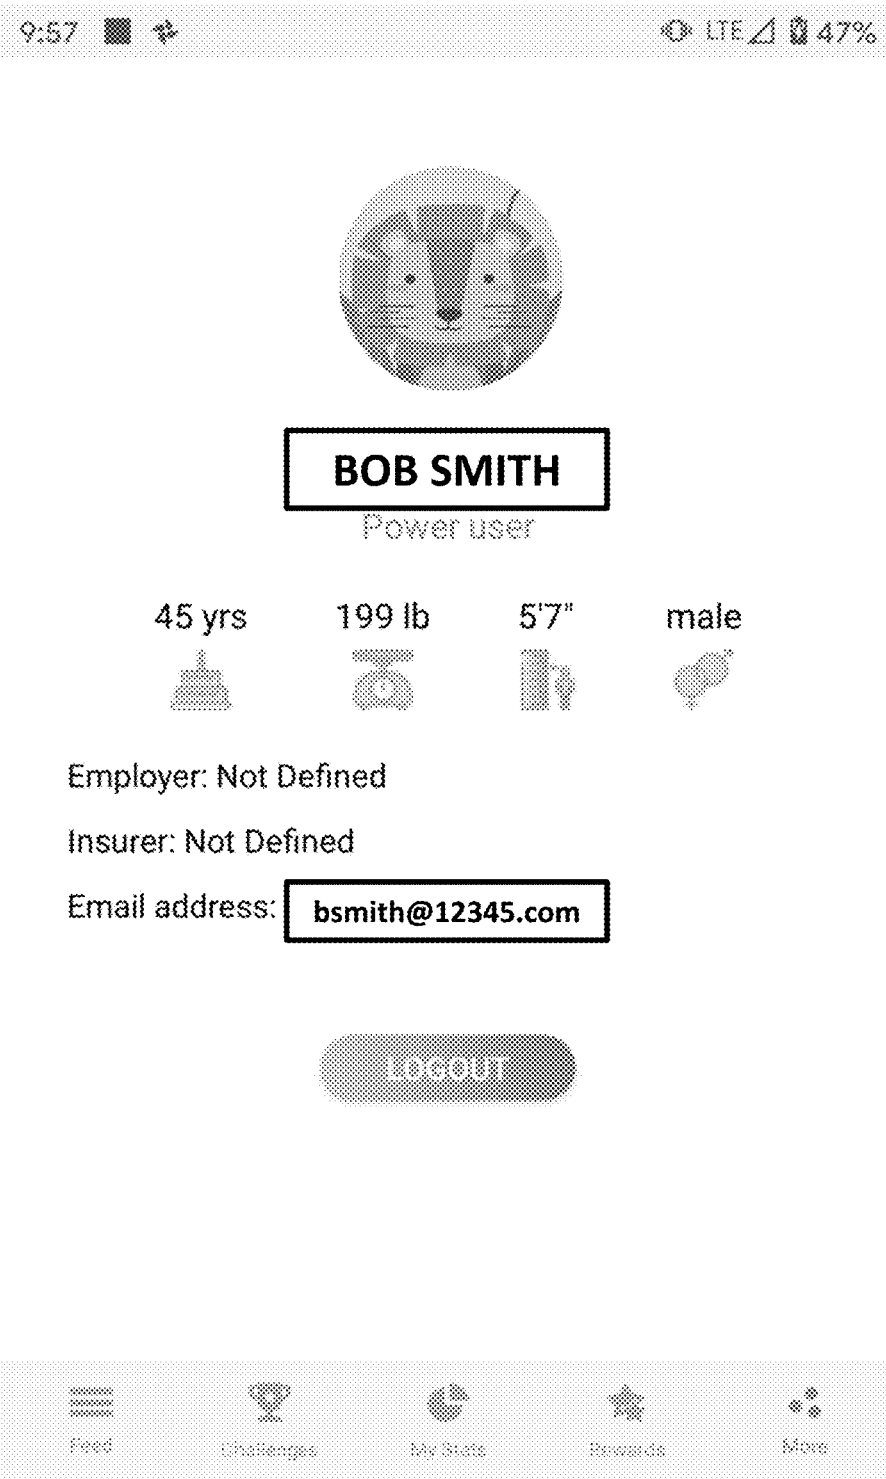 9:57 LTE 47%
BOB SMITH
Power user
45 yrs 199 lb 5'7" male
Employer: Not Defined
Insurer: Not Defined
Email address: bsmith@12345.com
LOGOUT
Feed Challenges My Stats Rewards More